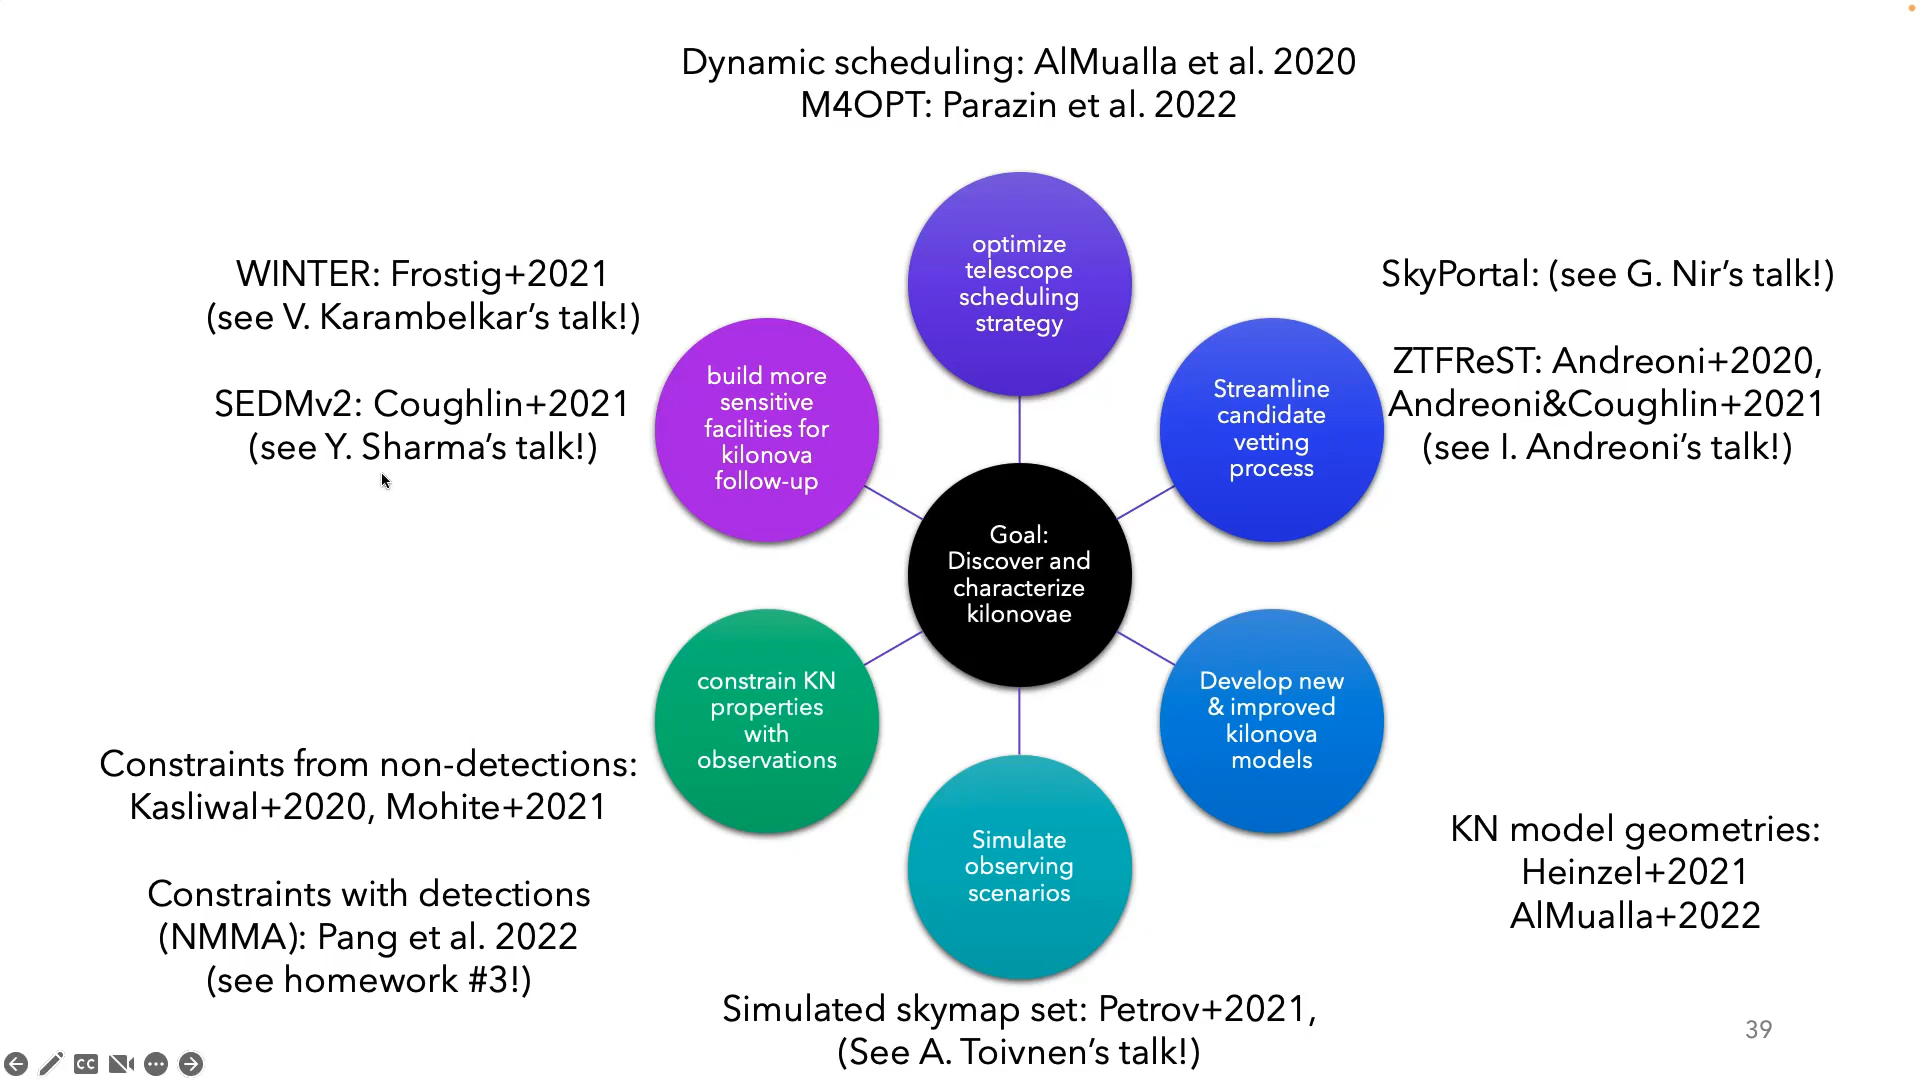 Dynamic scheduling: AlMualla et al. 2020
M4OPT: Parazin et al. 2022
optimize
telescope
scheduling
strategy
WINTER: Frostig+2021
(see V. Karambelkar's talk!)
SEDMv2: Coughlin+2021
(see Y. Sharma's talk!)
build more
sensitive
facilities for
kilonova
follow-up
Streamline
candidate
vetting
process
SkyPortal: (see G. Nir's talk!)
ZTFReST: Andreoni+2020,
Andreoni&Coughlin+2021
(see I. Andreoni's talk!)
Goal:
Discover and
characterize
kilonovae
constrain KN
properties
with
observations
Develop new
& improved
kilonova
models
Constraints from non-detections:
Kasliwal+2020, Mohite+2021
Constraints with detections
(NMMA): Pang et al. 2022
(see homework #3!)
Simulate
observing
scenarios
KN model geometries:
Heinzel+2021
AlMualla+2022
Simulated skymap set: Petrov+2021,
(See A. Toivnen's talk!)
39
CC